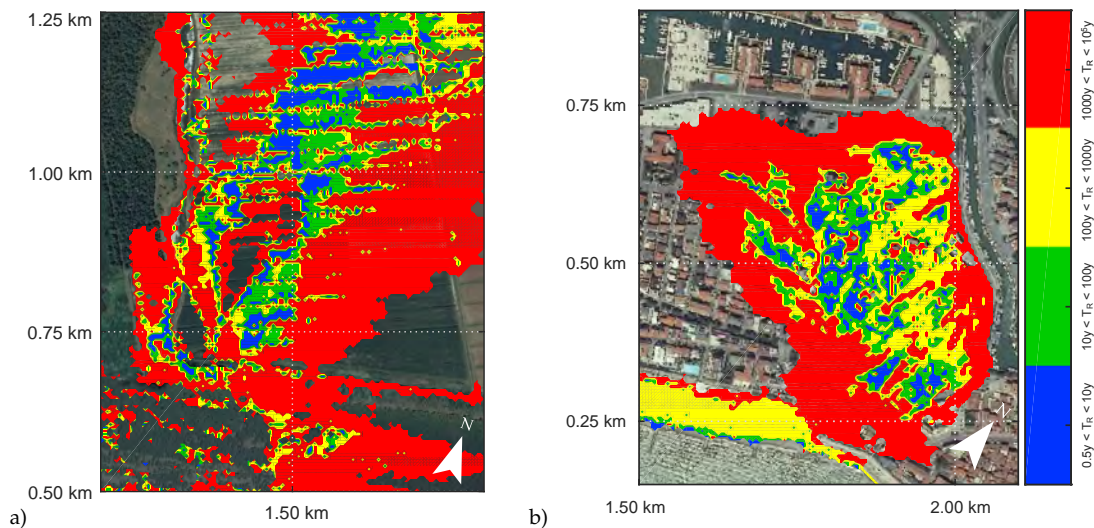 1.25 km
1.00 km
0.75 km
0.50 km
1.50 km
N
a)
0.75 km
0.50 km
0.25 km
1.50 km
2.00 km
N
b)
1000y < T_R < 10⁵y
100y < T_R < 1000y
10y < T_R < 100y
0.5y < T_R < 10y